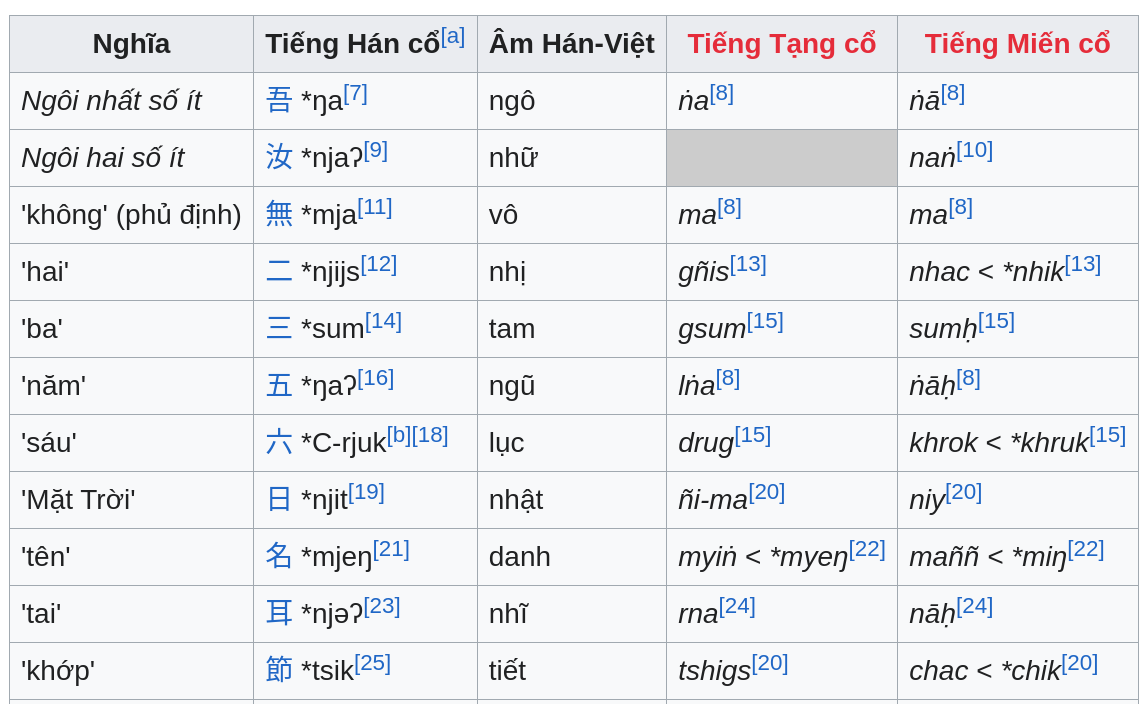 Nghĩa Tiếng Hán cổ[a] Âm Hán-Việt Tiếng Tạng cổ Tiếng Miến cổ
Ngôi nhất số ít 吾 *ŋa[7] ngô ṅa[8] ṅā[8]
Ngôi hai số ít 汝 *njaʔ[9] nhữ naṅ[10]
'không' (phủ định) 無 *mja[11] vô ma[8] ma[8]
'hai' 二 *njijs[12] nhị gñis[13] nhac < *nhik[13]
'ba' 三 *sum[14] tam gsum[15] sumḥ[15]
'năm' 五 *ŋaʔ[16] ngũ lṅa[8] ṅāḥ[8]
'sáu' 六 *C-rjuk[b][18] lục drug[15] khrok < *khruk[15]
'Mặt Trời' 日 *njit[19] nhật ñi-ma[20] niy[20]
'tên' 名 *mjeŋ[21] danh myiṅ < *myeŋ[22] maññ < *miŋ[22]
'tai' 耳 *njəʔ[23] nhĩ rna[24] nāḥ[24]
'khớp' 節 *tsik[25] tiết tshigs[20] chac < *chik[20]